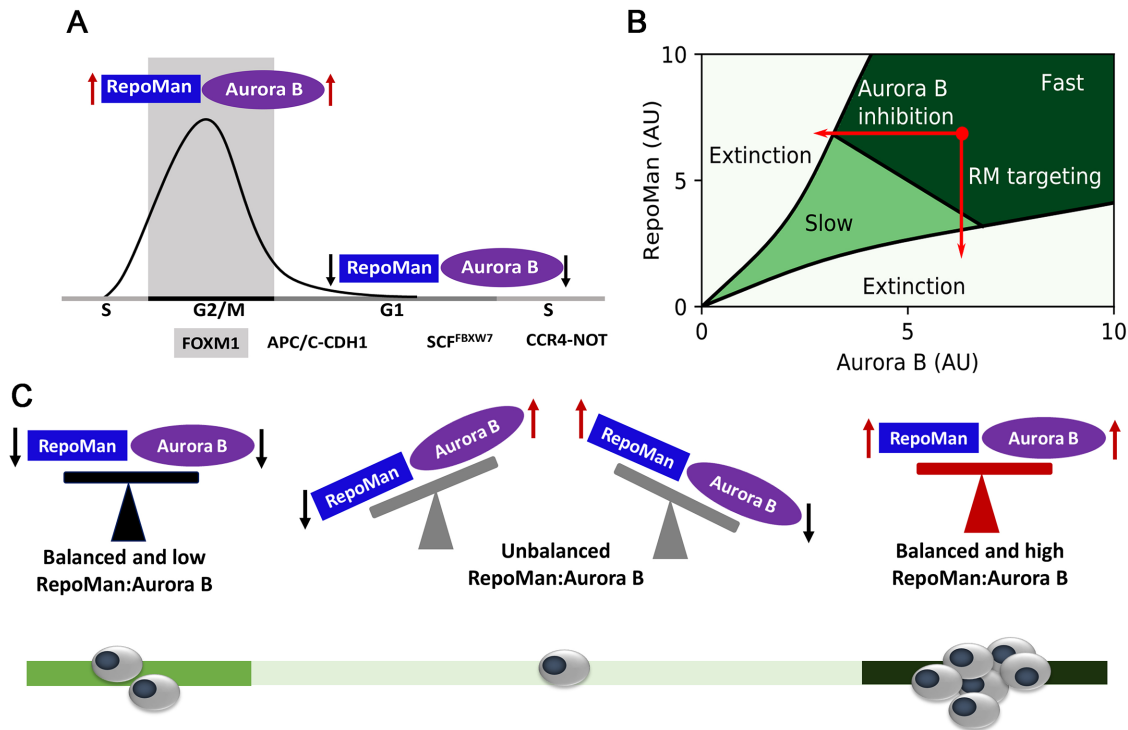 A
RepoMan Aurora B
RepoMan Aurora B
S G2/M G1 S
FOXM1 APC/C-CDH1 SCF^FBXW7 CCR4-NOT
B
10
Fast
Aurora B
inhibition
Extinction
RM targeting
5
Slow
Extinction
0
0 5 10
RepoMan (AU)
Aurora B (AU)
C
RepoMan Aurora B
Balanced and low
RepoMan:Aurora B
RepoMan Aurora B
RepoMan Aurora B
Unbalanced
RepoMan:Aurora B
RepoMan Aurora B
Balanced and high
RepoMan:Aurora B